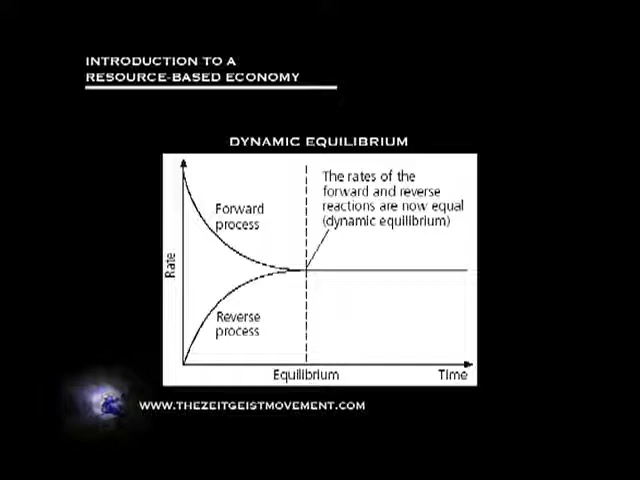 INTRODUCTION TO A
RESOURCE-BASED ECONOMY
DYNAMIC EQUILIBRIUM
The rates of the
forward and reverse
reactions are now equal
(dynamic equilibrium)
Forward
process
Rate
Reverse
process
Equilibrium
Time
WWW.THEZEITGEISTMOVEMENT.COM